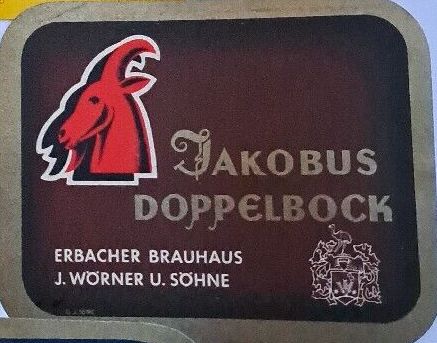 JAKOBUS
DOPPELBOCK
ERBACHER BRAUHAUS
J. WÖRNER U. SÖHNE